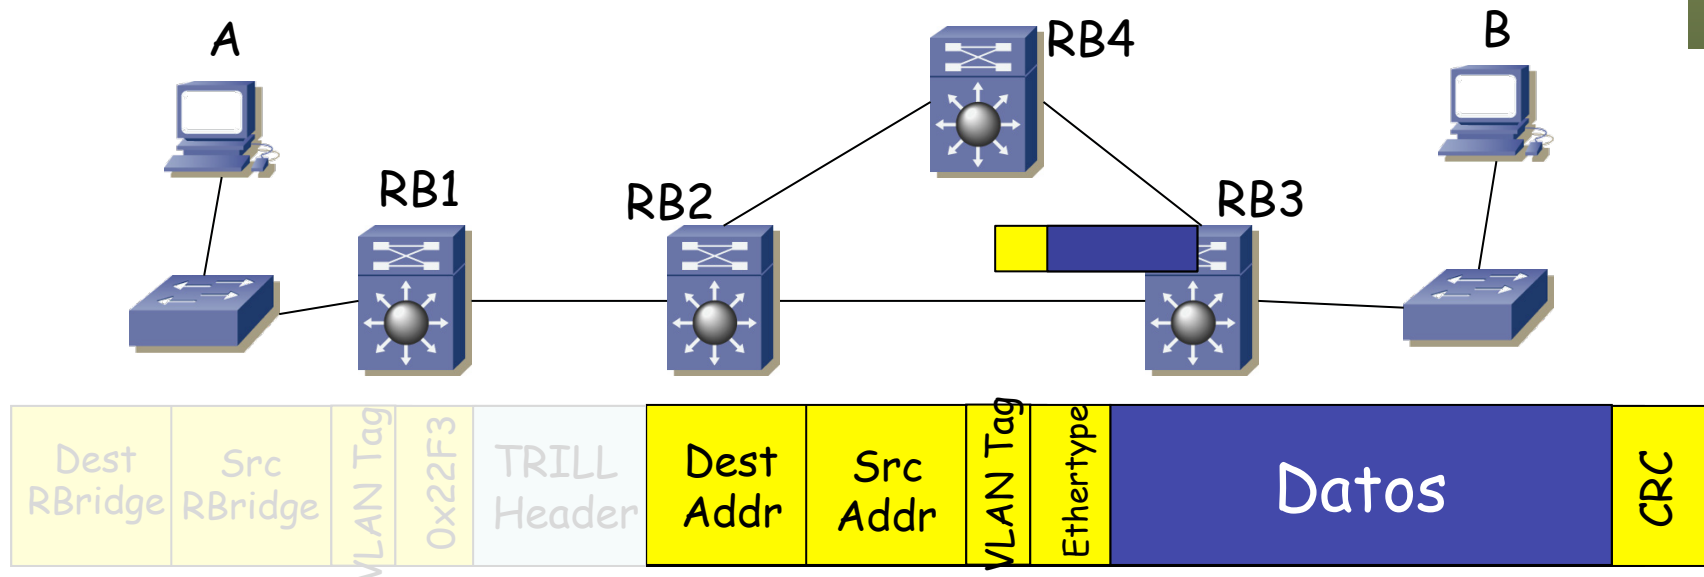 A
RB4
B
RB1
RB2
RB3
Dest
RBridge
Src
RBridge
VLAN Tag
0x22F3
TRILL
Header
Dest
Addr
Src
Addr
VLAN Tag
Ethertype
Datos
CRC